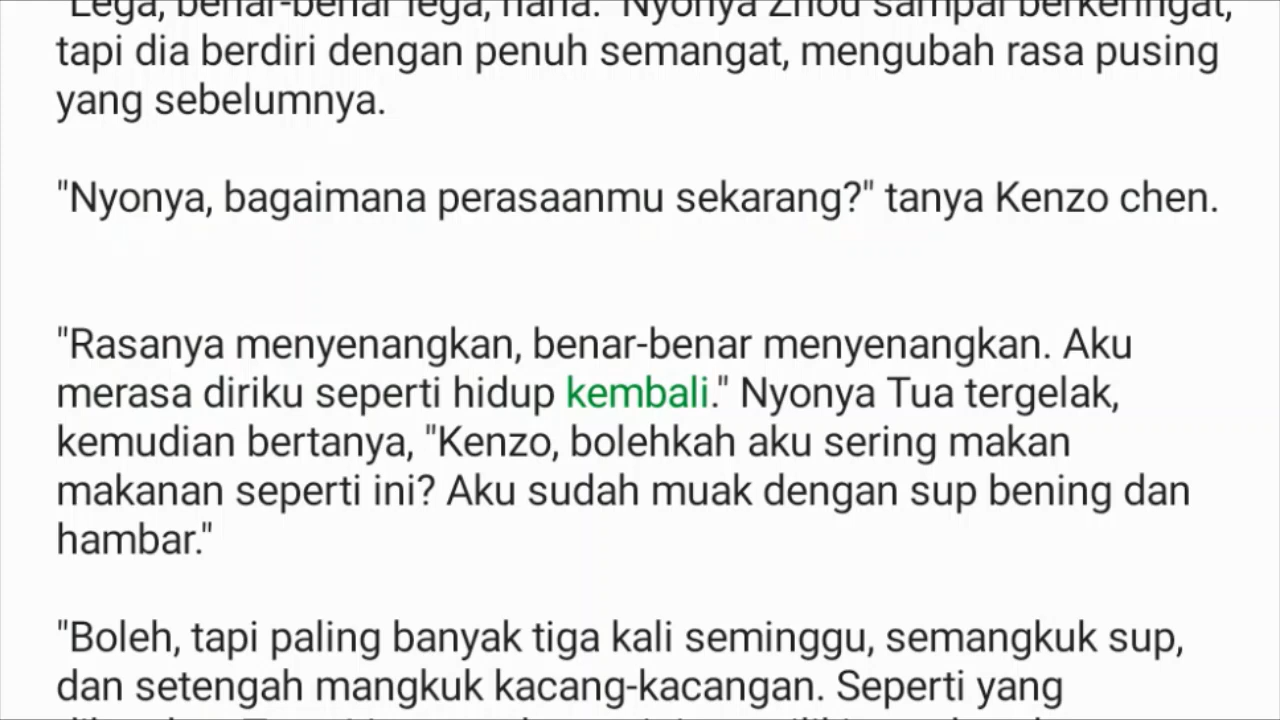 "Lega, benar-benar lega, haha." Nyonya Zhou sampai berkeringat,
tapi dia berdiri dengan penuh semangat, mengubah rasa pusing
yang sebelumnya.
"Nyonya, bagaimana perasaanmu sekarang?" tanya Kenzo chen.
"Rasanya menyenangkan, benar-benar menyenangkan. Aku
merasa diriku seperti hidup kembali." Nyonya Tua tergelak,
kemudian bertanya, "Kenzo, bolehkah aku sering makan
makanan seperti ini? Aku sudah muak dengan sup bening dan
hambar."
"Boleh, tapi paling banyak tiga kali seminggu, semangkuk sup,
dan setengah mangkuk kacang-kacangan. Seperti yang